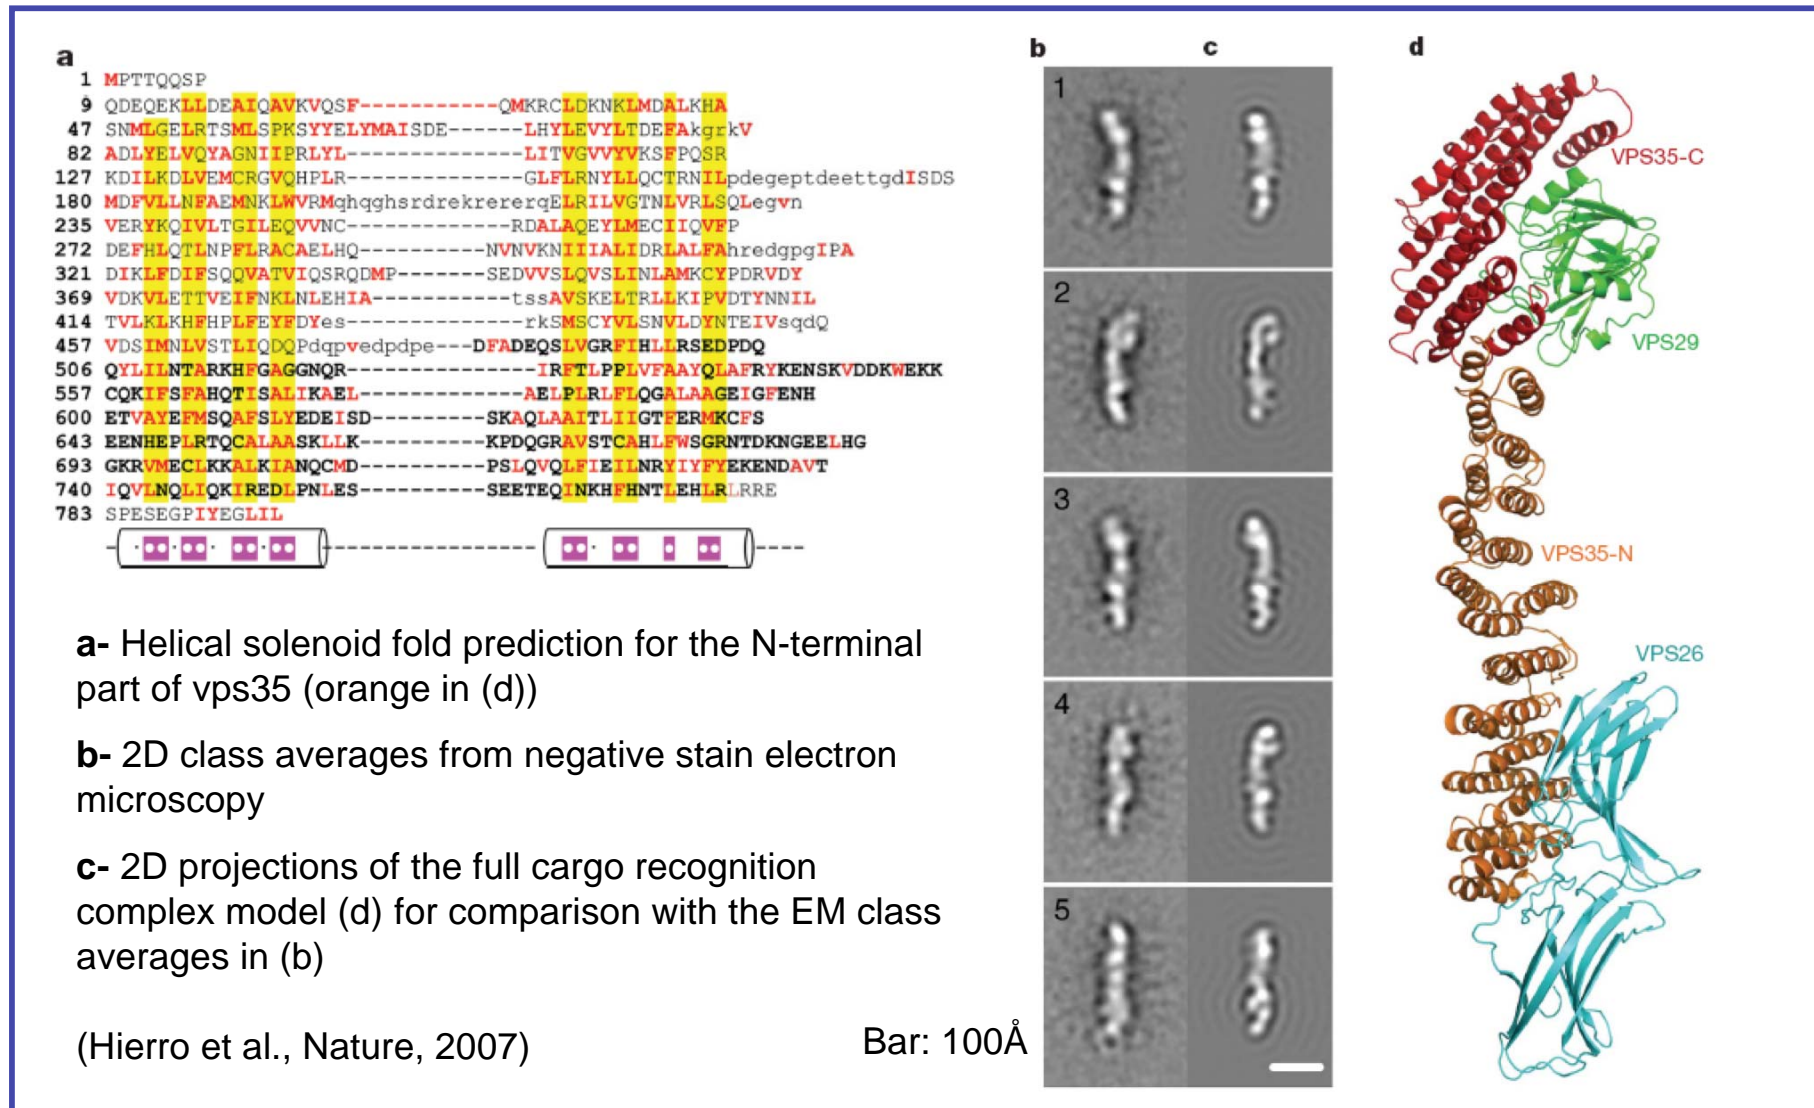 a
1 MPTTQQSP
9 QDEQEKLLDEAIQAVKVQSF-----------QMKRCLDKNKLMDALKHA
47 SNMLGELRTSMLSPKSYYELYMAISDE------LHYLEVYLTDEFAkgrkV
82 ADLYELVQYAGNIIPRLYL--------------LITVGVVYVKSFPQSR
127 KDILKDLVEMCRGVQHPLR--------------GLFLRNYLLQCTRNILpdegeptdeettgdISDS
180 MDFVLLNFAEMNKLWVRMqhqghsrdrekrererqELRILVGTNLVRLSQLegvn
235 VERYKQIVLTGILEQVVNC-------------RDALAQEYLMECIIQVFP
272 DEFHLQTLNPFLRACAELHQ----------NVNVKNIIIALIDRLALFAhredgpgIPA
321 DIKLFDIFSQQVATVIQSRQDMP-------SEDVVSLQVSLINLAMKCYPDRVDY
369 VDKVLETTVEIFNKLNLEHIA-----------tssAVSKELTRLLKIPVDTYNNIL
414 TVLKLKHFHPLFEYFDYes--------------rkSMSCYVLSNVLDYNTEIVsqdQ
457 VDSIMNLVSTLIQDQPdqpvedpdpe---DFADEQSLVGRFIHLLRSEDPDQ
506 QYLILNTARKHFGAGGNQR---------------IRFTLPPLVFAAYQLAFRYKENSKVDDKWEKK
557 CQKIFSFAHQTISALIKAEL-------------AELPLRLFLQGALAAGEIGFENH
600 ETVAYEFMSQAFSLYEDEISD---------SKAQLAAITLIIGTFERMKCFS
643 EENHEPLRTQCALAASKLLK----------KPDQGRAVSTCAHLFWSGRNTDKNGEELHG
693 GKRVMECLKKALKIANQCMD----------PSLQVQLFIEILNRYIYFYEKENDAVT
740 IQVLNQLIQKIREDLPNLES----------SEETEQINKHFHNTLEHLRLRRE
783 SPESEGPIYEGLIL
b c d
1
2
3
4
5
VPS35-C
VPS29
VPS35-N
VPS26
a- Helical solenoid fold prediction for the N-terminal
part of vps35 (orange in (d))
b- 2D class averages from negative stain electron
microscopy
c- 2D projections of the full cargo recognition
complex model (d) for comparison with the EM class
averages in (b)
(Hierro et al., Nature, 2007)
Bar: 100Å